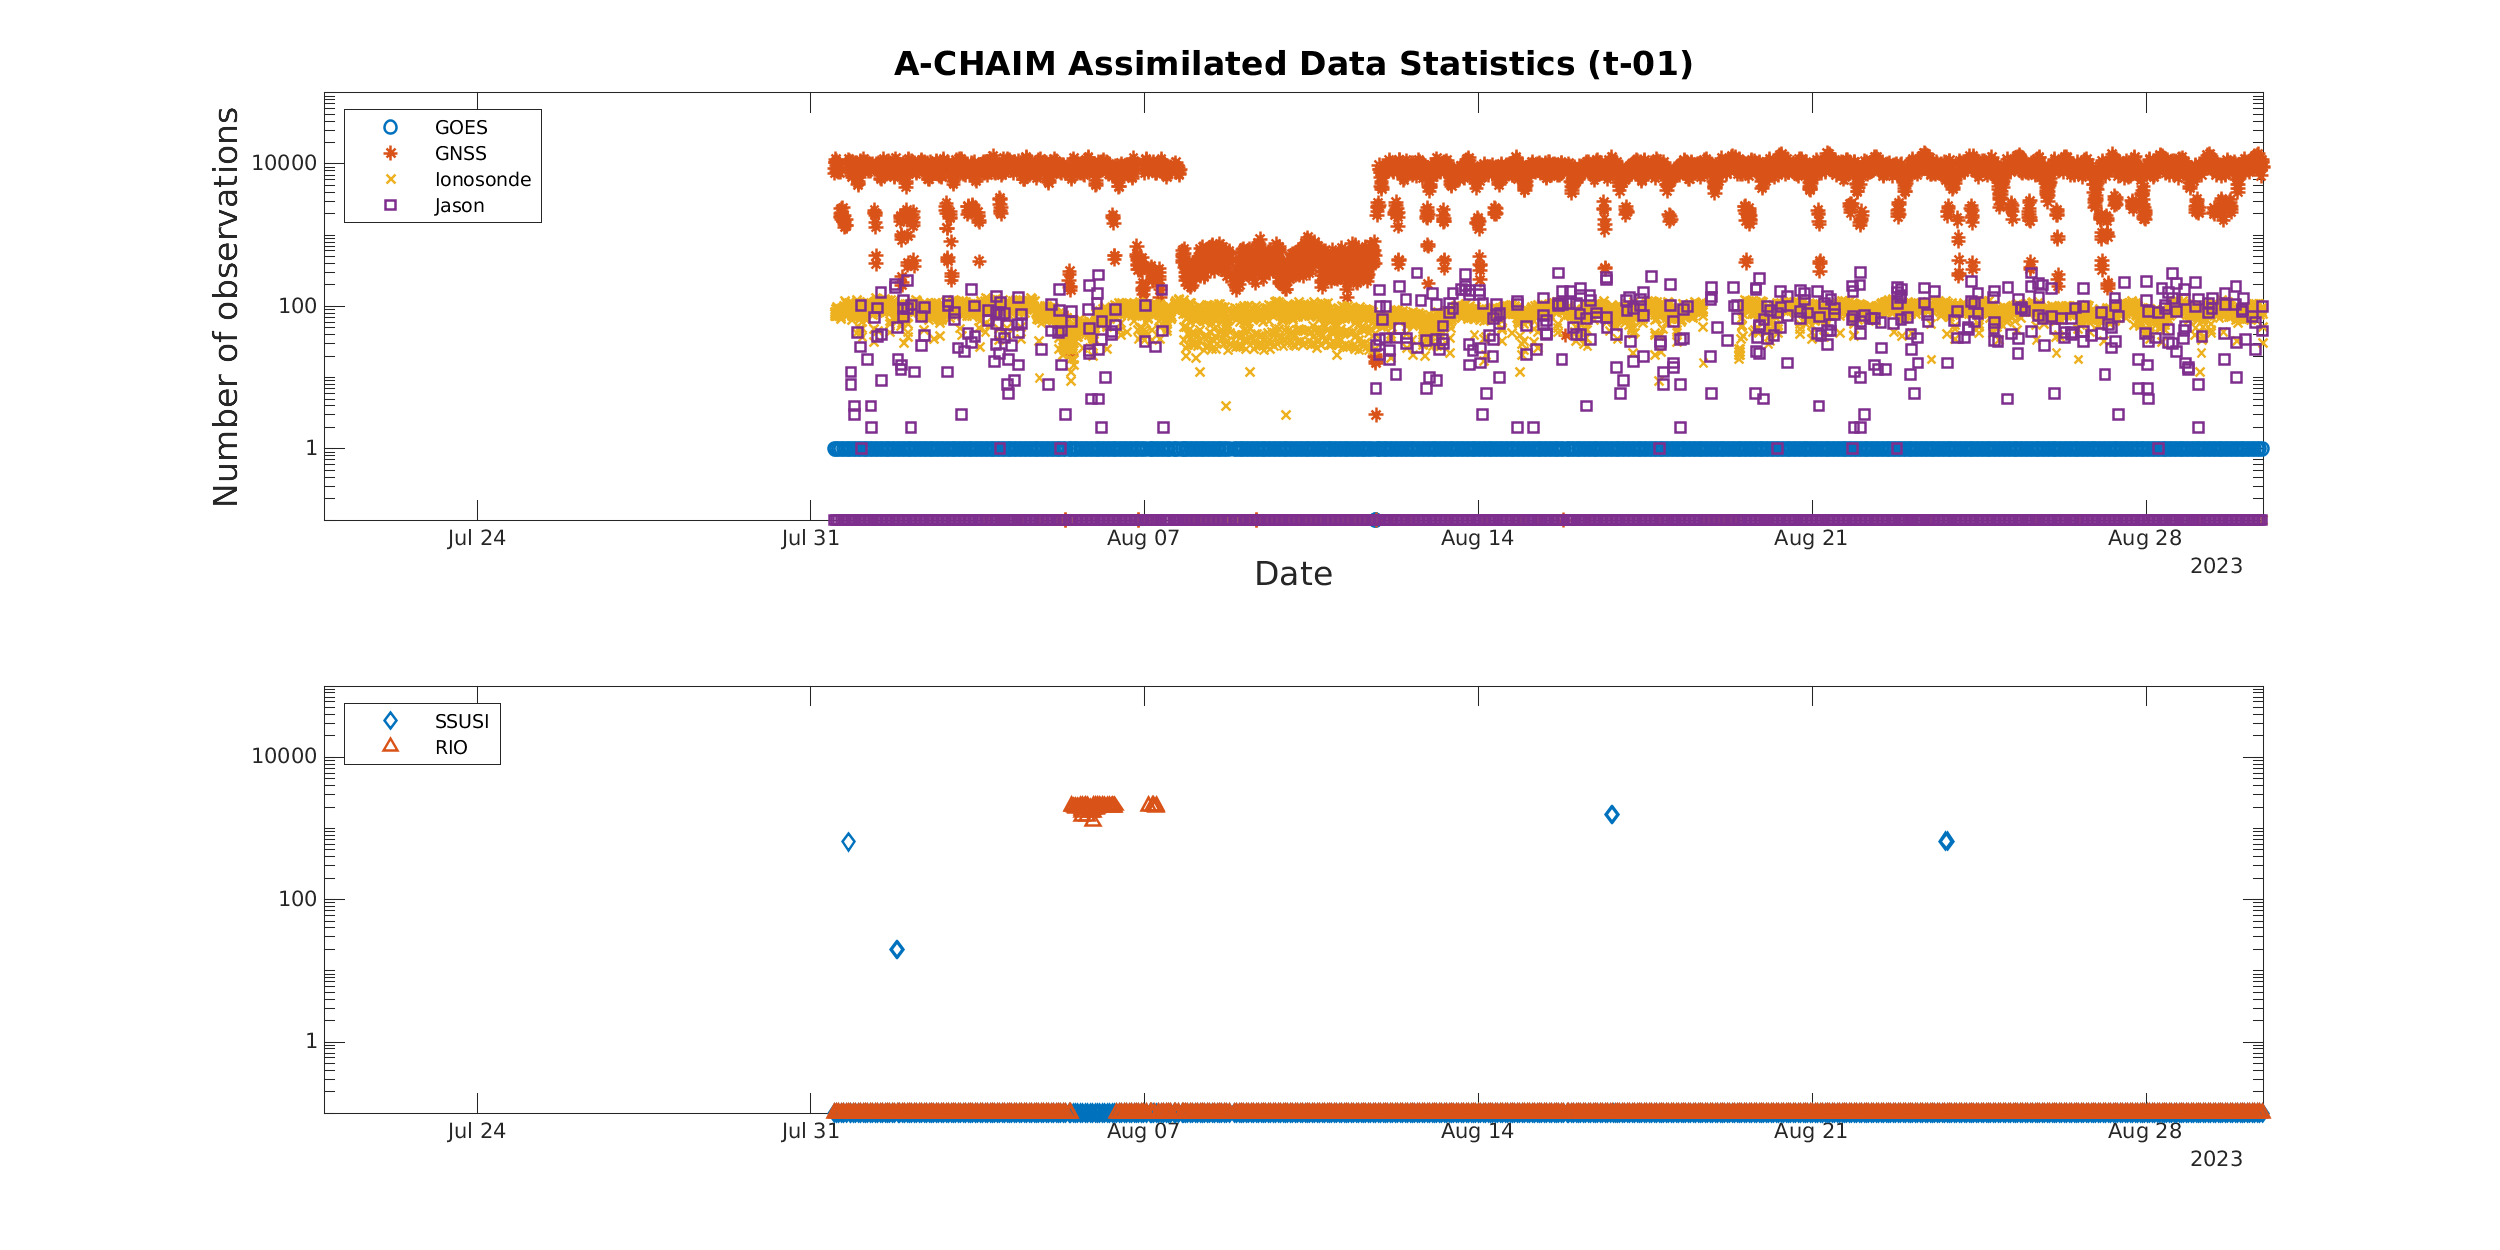 A-CHAIM Assimilated Data Statistics (t-01)
Number of observations
10000
100
1
GOES
GNSS
Ionosonde
Jason
Jul 24
Jul 31
Aug 07
Aug 14
Aug 21
Aug 28
2023
Date
10000
100
1
SSUSI
RIO
Jul 24
Jul 31
Aug 07
Aug 14
Aug 21
Aug 28
2023